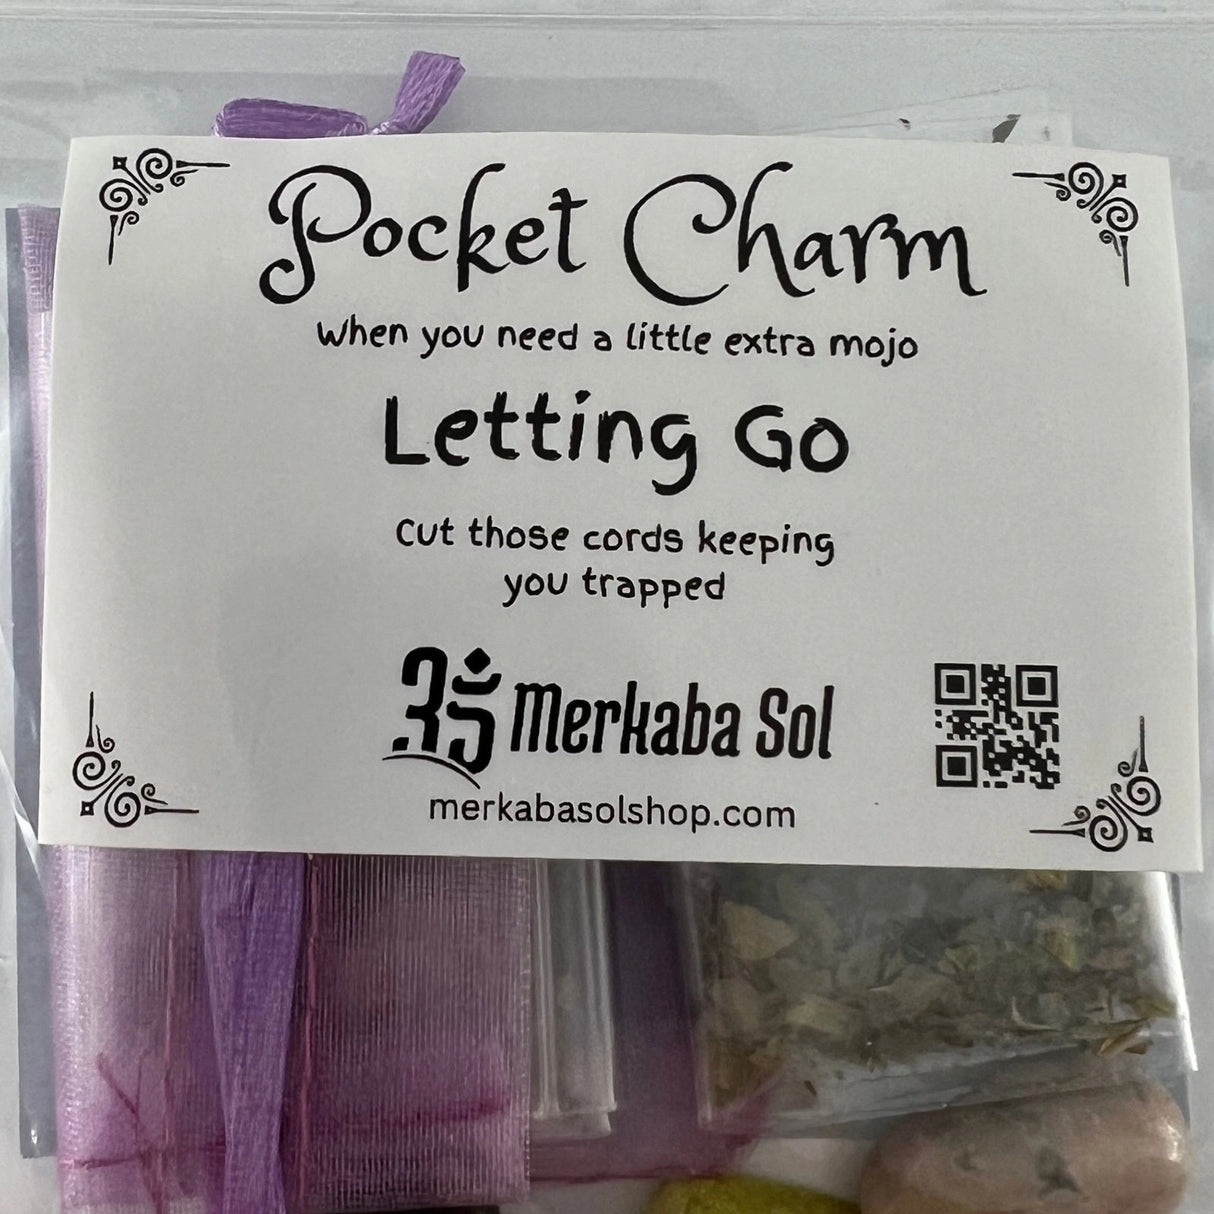 Pocket Charm
When you need a little extra mojo
Letting Go
Cut those cords keeping
you trapped
Merkaba Sol
merkabasolshop.com